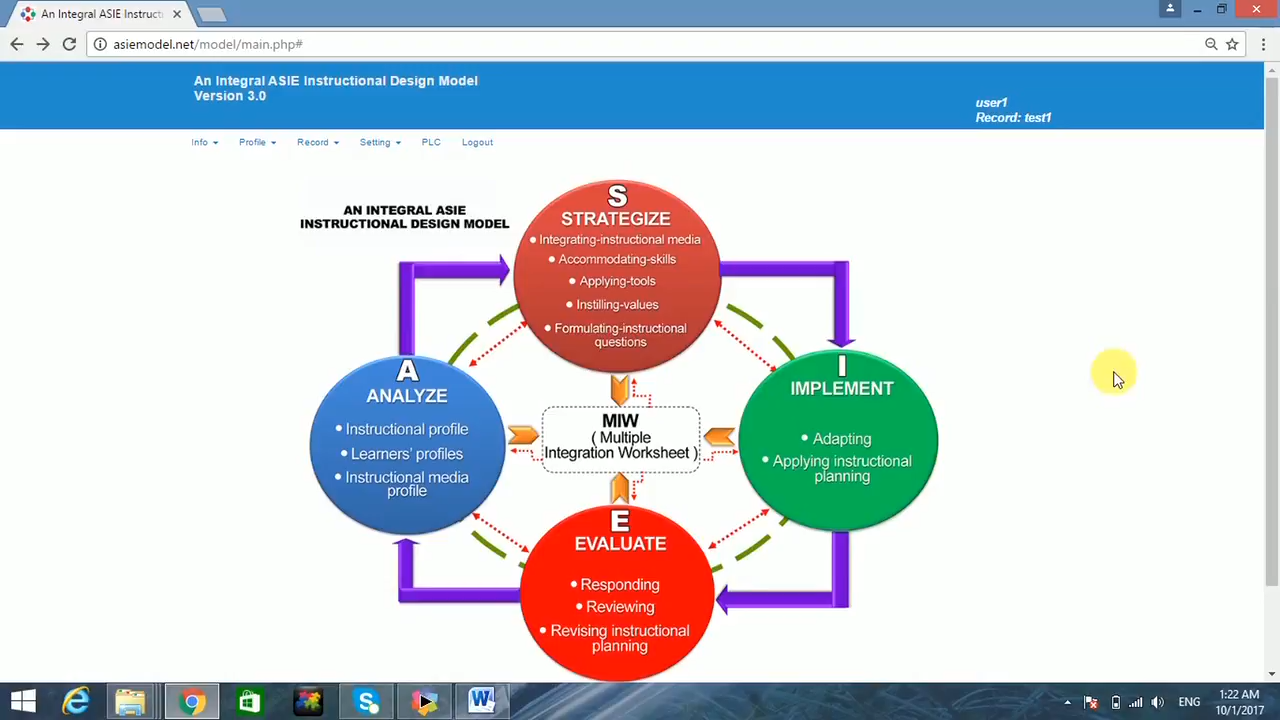 An Integral ASIE Instructic
asiemodel.net/model/main.php#
An Integral ASIE Instructional Design Model
Version 3.0
user1
Record: test1
Info
Profile
Record
Setting
PLC
Logout
AN INTEGRAL ASIE
INSTRUCTIONAL DESIGN MODEL
S
STRATEGIZE
• Integrating-instructional media
• Accommodating-skills
• Applying-tools
• Instilling-values
• Formulating-instructional
questions
A
ANALYZE
• Instructional profile
• Learners' profiles
• Instructional media
profile
MIW
( Multiple
Integration Worksheet )
I
IMPLEMENT
• Adapting
• Applying instructional
planning
E
EVALUATE
• Responding
• Reviewing
• Revising instructional
planning
ENG
1:22 AM
10/1/2017